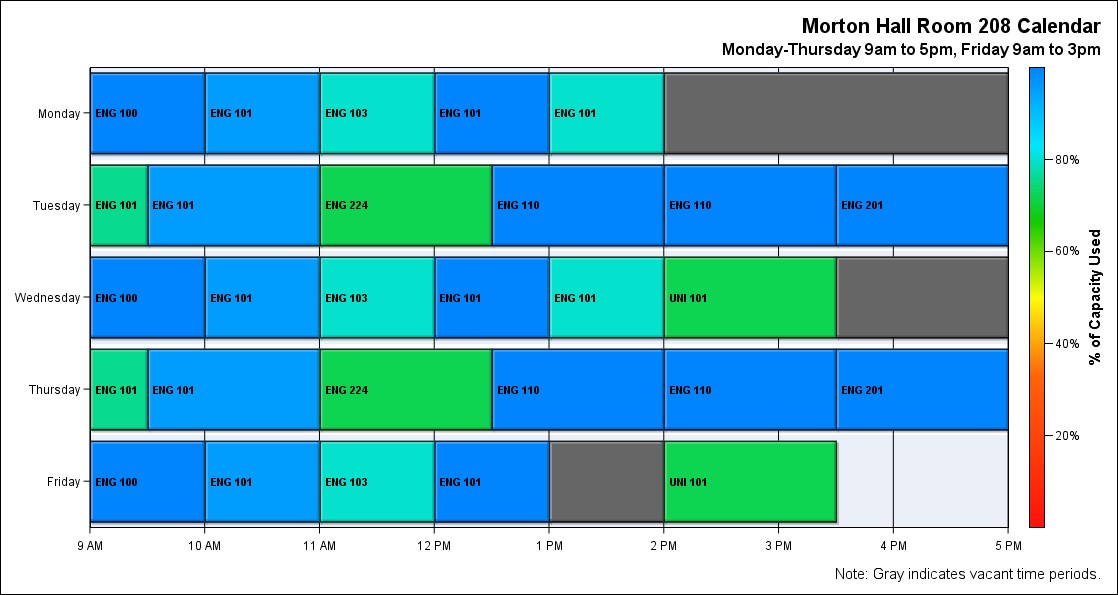 Morton Hall Room 208 Calendar
Monday-Thursday 9am to 5pm, Friday 9am to 3pm
Monday
ENG 100 ENG 101 ENG 103 ENG 101 ENG 101
Tuesday
ENG 101 ENG 101 ENG 224 ENG 110 ENG 110 ENG 201
Wednesday
ENG 100 ENG 101 ENG 103 ENG 101 ENG 101 UNI 101
Thursday
ENG 101 ENG 101 ENG 224 ENG 110 ENG 110 ENG 201
Friday
ENG 100 ENG 101 ENG 103 ENG 101 UNI 101
9 AM 10 AM 11 AM 12 PM 1 PM 2 PM 3 PM 4 PM 5 PM
80%
60%
40%
20%
% of Capacity Used
Note: Gray indicates vacant time periods.